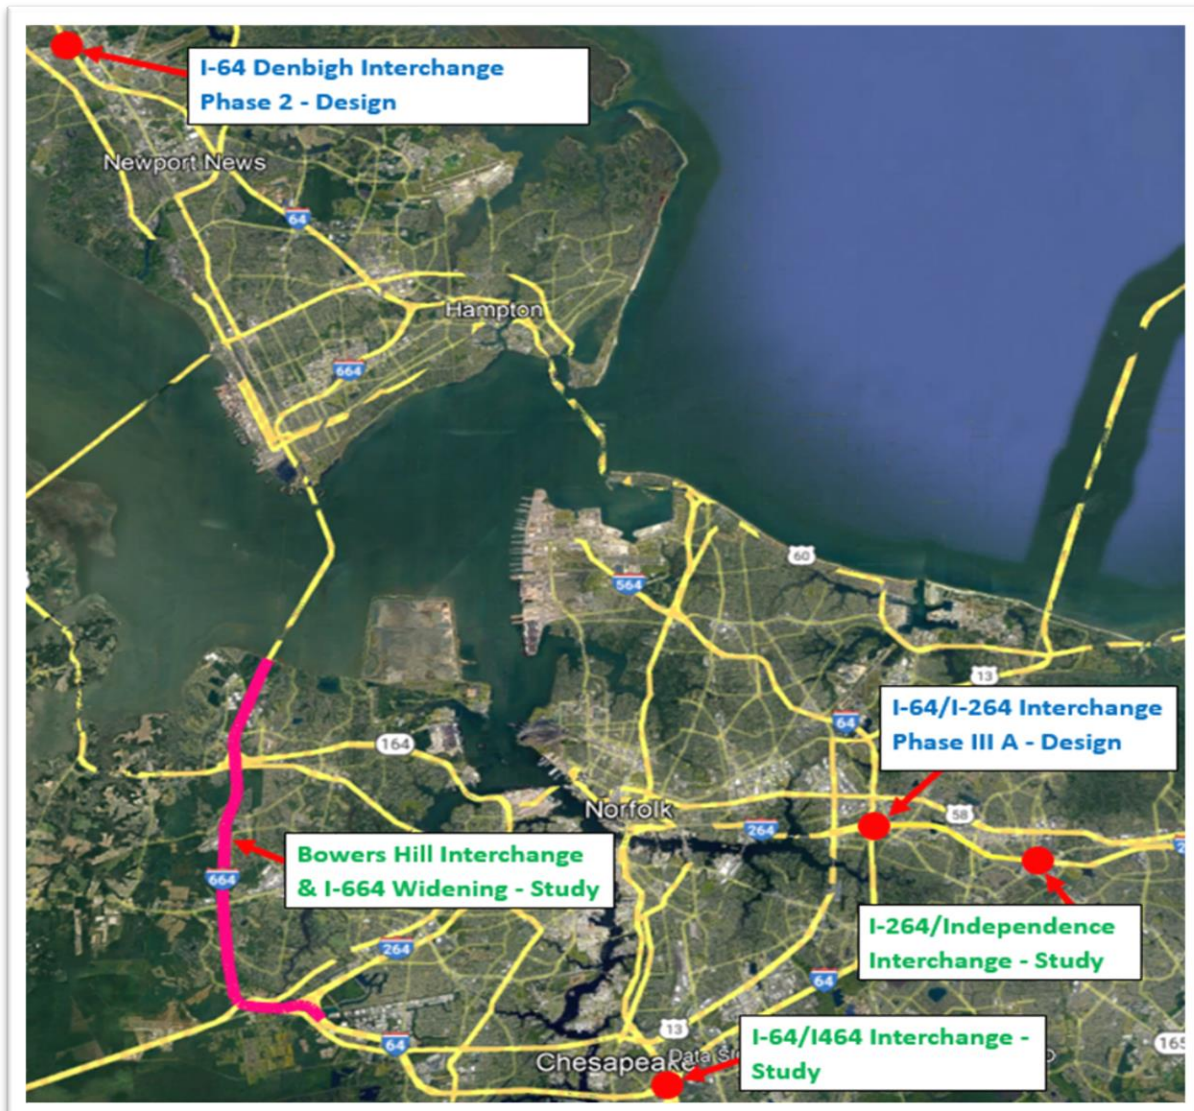 I-64 Denbigh Interchange
Phase 2 - Design
Newport News
64
Hampton
664
60
564
13
I-64/I-264 Interchange
Phase III A - Design
64
164
Norfolk
58
264
Bowers Hill Interchange
& I-664 Widening - Study
664
I-264/Independence
Interchange - Study
264
64
13
I-64/I464 Interchange -
Study
64
Chesapeake
Data SI
165